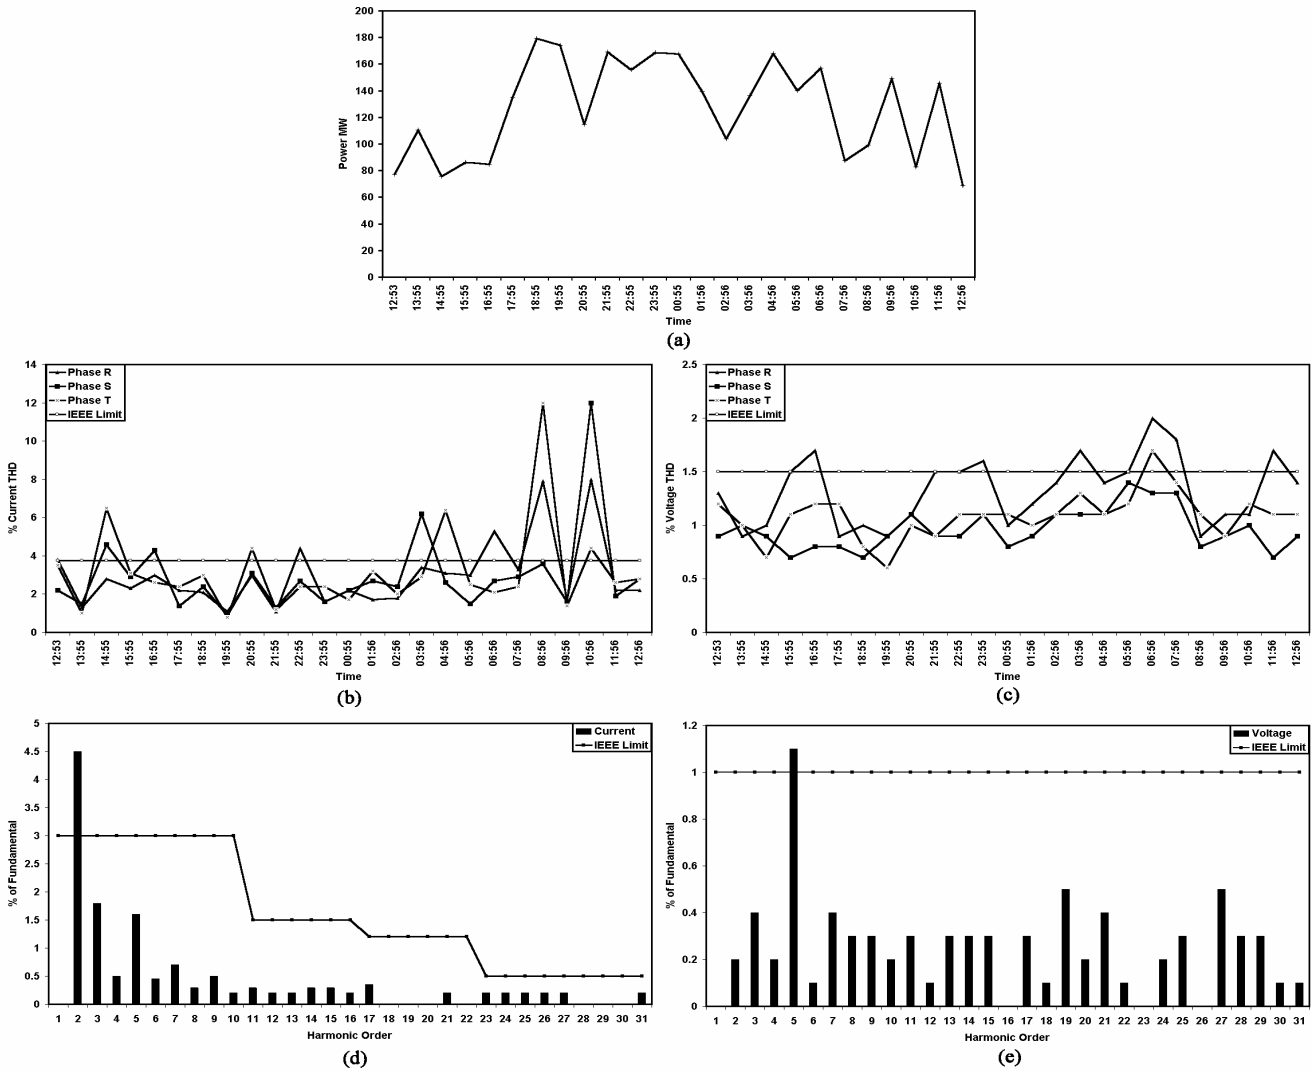 200
180
160
140
120
100
80
60
40
20
0
Power MW
12:53 13:55 14:55 15:55 16:55 17:55 18:55 19:55 20:55 21:55 22:55 23:55 00:55 01:56 02:56 03:56 04:56 05:56 06:56 07:56 08:56 09:56 10:56 11:56 12:56
Time
(a)
14
12
10
8
6
4
2
0
% Current THD
Phase R
Phase S
Phase T
IEEE Limit
12:53 13:55 14:55 15:55 16:55 17:55 18:55 19:55 20:55 21:55 22:55 23:55 00:55 01:56 02:56 03:56 04:56 05:56 06:56 07:56 08:56 09:56 10:56 11:56 12:56
Time
(b)
2.5
2
1.5
1
0.5
0
% Voltage THD
Phase R
Phase S
Phase T
IEEE Limit
12:53 13:55 14:55 15:55 16:55 17:55 18:55 19:55 20:55 21:55 22:55 23:55 00:55 01:56 02:56 03:56 04:56 05:56 06:56 07:56 08:56 09:56 10:56 11:56 12:56
Time
(c)
5
4.5
4
3.5
3
2.5
2
1.5
1
0.5
0
% of Fundamental
Current
IEEE Limit
1 2 3 4 5 6 7 8 9 10 11 12 13 14 15 16 17 18 19 20 21 22 23 24 25 26 27 28 29 30 31
Harmonic Order
(d)
1.2
1
0.8
0.6
0.4
0.2
0
% of Fundamental
Voltage
IEEE Limit
1 2 3 4 5 6 7 8 9 10 11 12 13 14 15 16 17 18 19 20 21 22 23 24 25 26 27 28 29 30 31
Harmonic Order
(e)